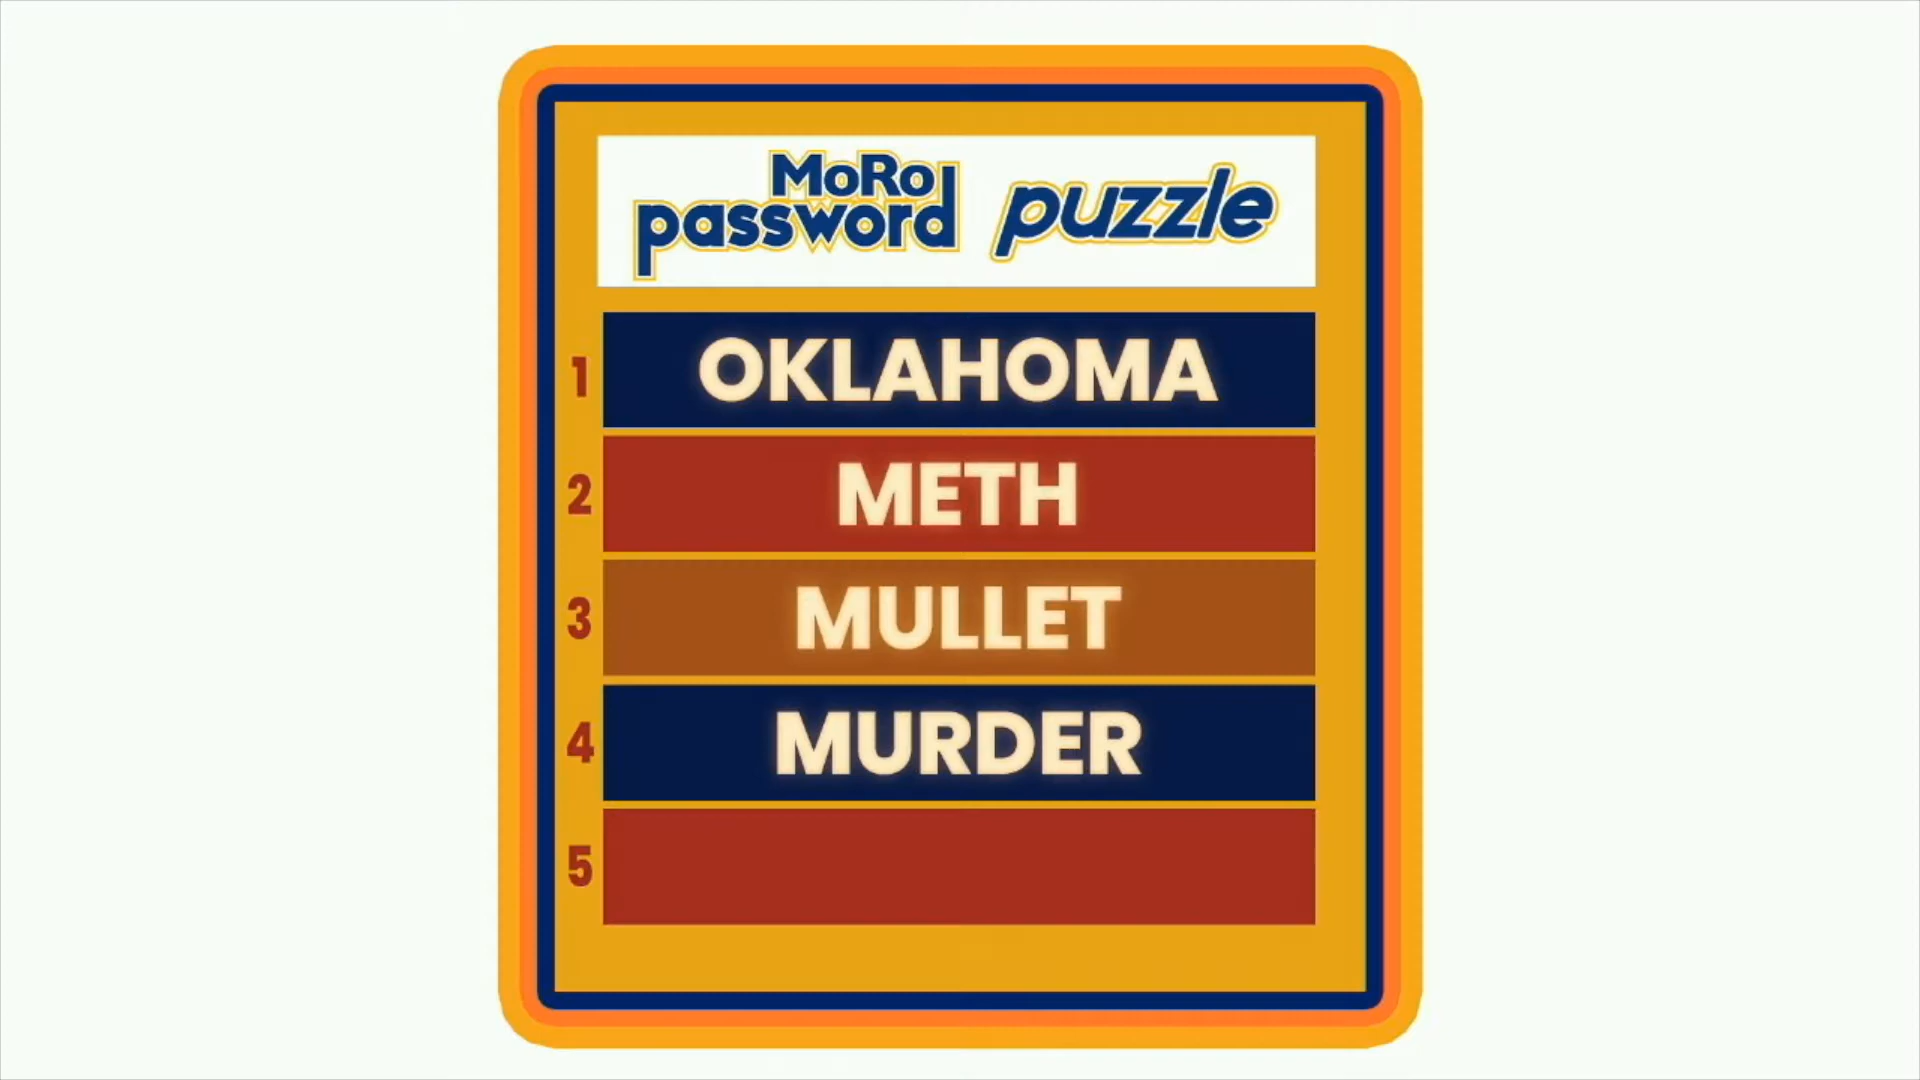 MoRo
password puzzle
1 OKLAHOMA
2 METH
3 MULLET
4 MURDER
5